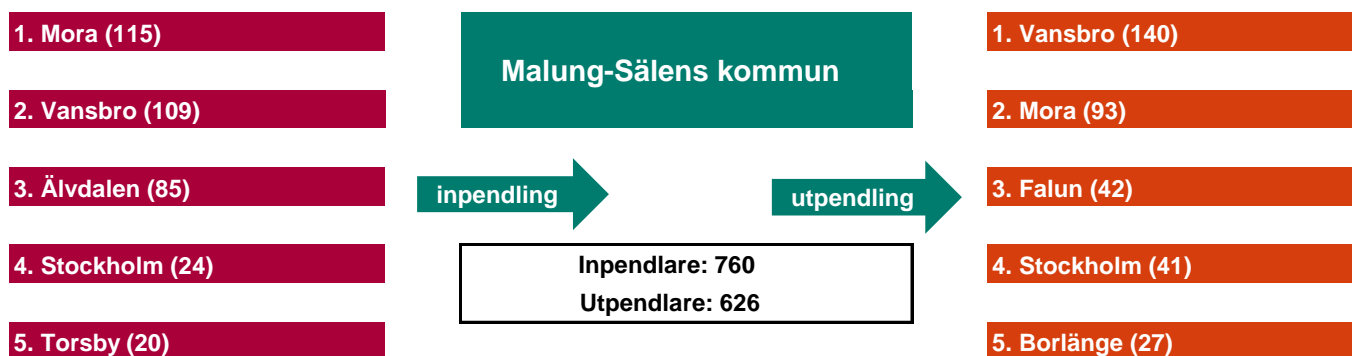 1. Mora (115)
2. Vansbro (109)
3. Älvdalen (85)
4. Stockholm (24)
5. Torsby (20)
Malung-Sälens kommun
inpendling
utpendling
Inpendlare: 760
Utpendlare: 626
1. Vansbro (140)
2. Mora (93)
3. Falun (42)
4. Stockholm (41)
5. Borlänge (27)